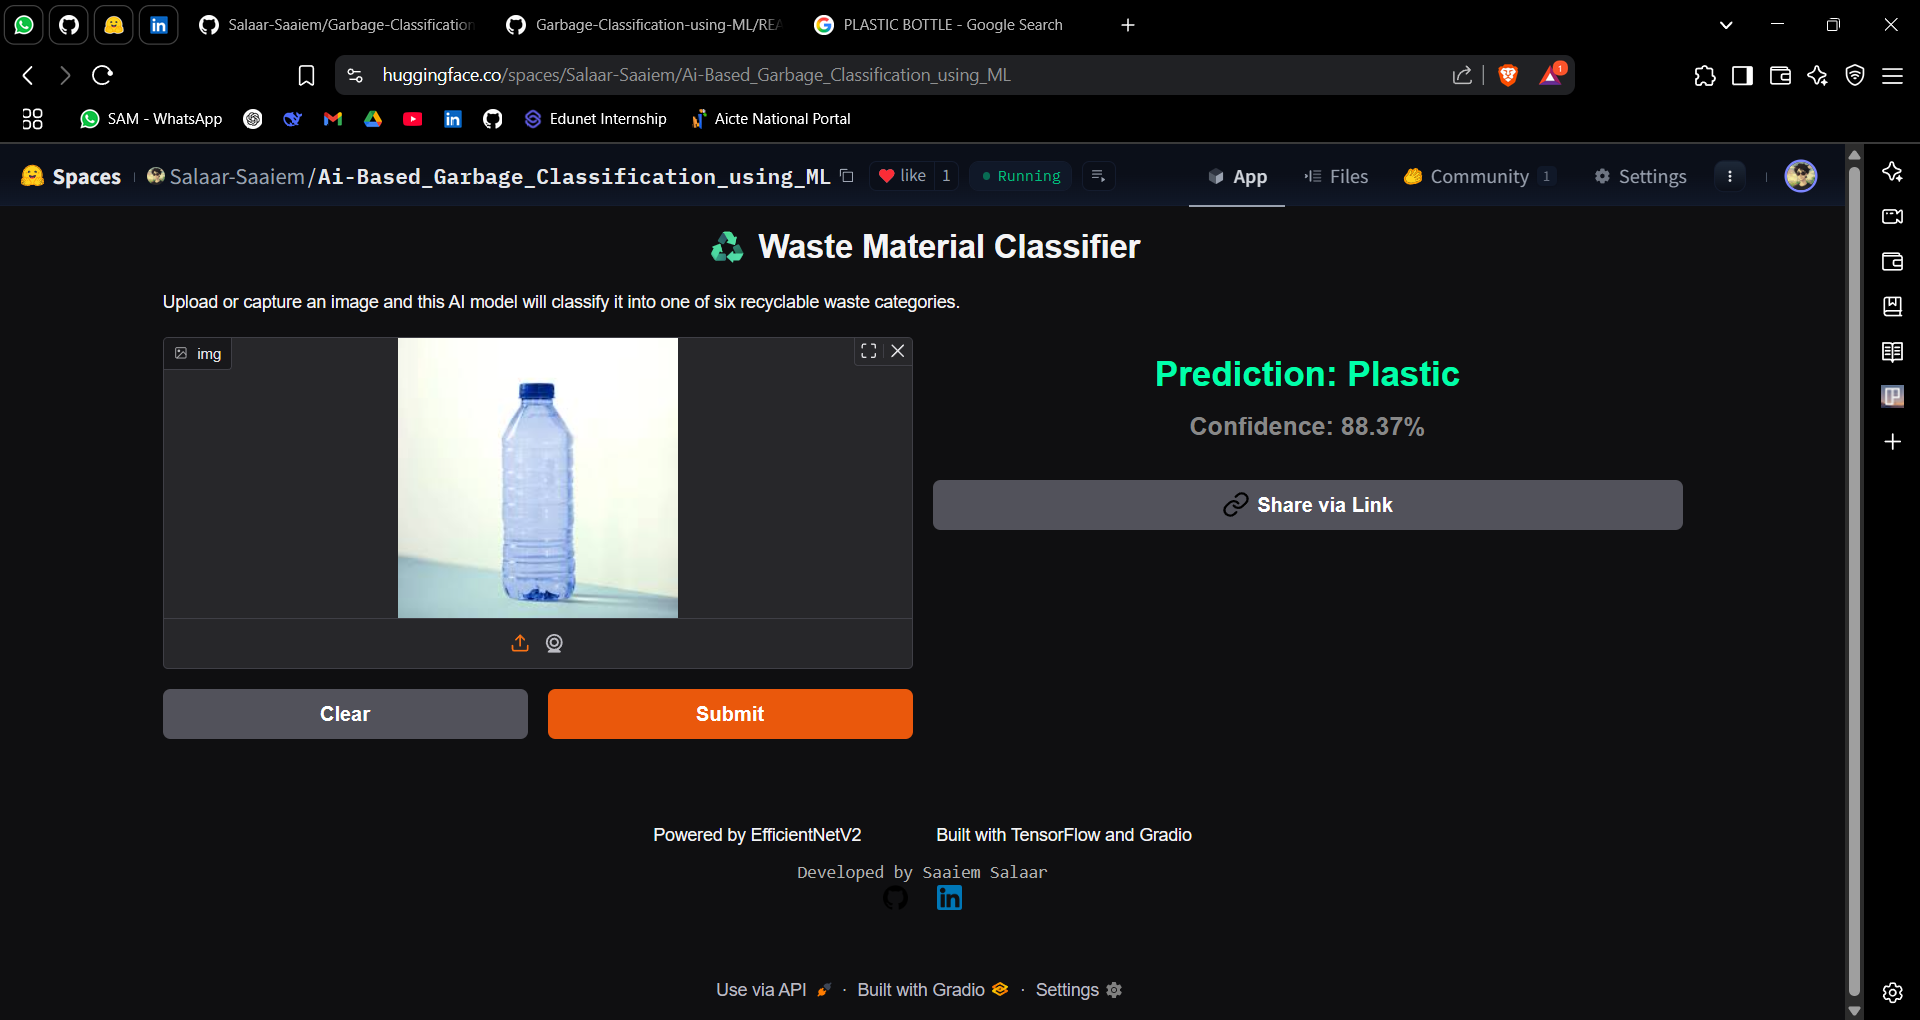 Salaar-Saaiem/Garbage-Classification
Garbage-Classification-using-ML/REA
PLASTIC BOTTLE - Google Search
huggingface.co/spaces/Salaar-Saaiem/Ai-Based_Garbage_Classification_using_ML
1
SAM - WhatsApp
Edunet Internship
Aicte National Portal
Spaces
Salaar-Saaiem/Ai-Based_Garbage_Classification_using_ML
like 1
Running
App
Files
Community 1
Settings
Waste Material Classifier
Upload or capture an image and this AI model will classify it into one of six recyclable waste categories.
img
Prediction: Plastic
Confidence: 88.37%
Share via Link
Clear
Submit
Powered by EfficientNetV2
Built with TensorFlow and Gradio
Developed by Saaiem Salaar
in
Use via API · Built with Gradio · Settings